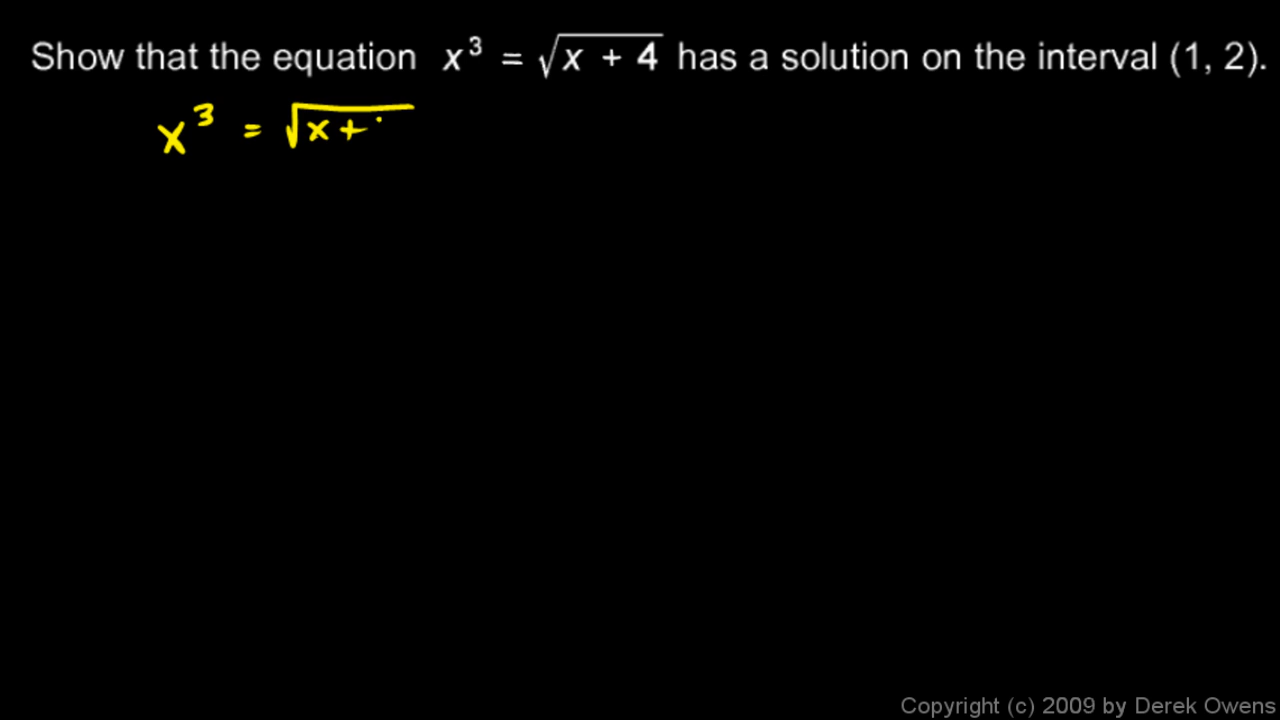 Show that the equation x³ = √(x + 4) has a solution on the interval (1, 2).
x³ = √(x +
Copyright (c) 2009 by Derek Owens